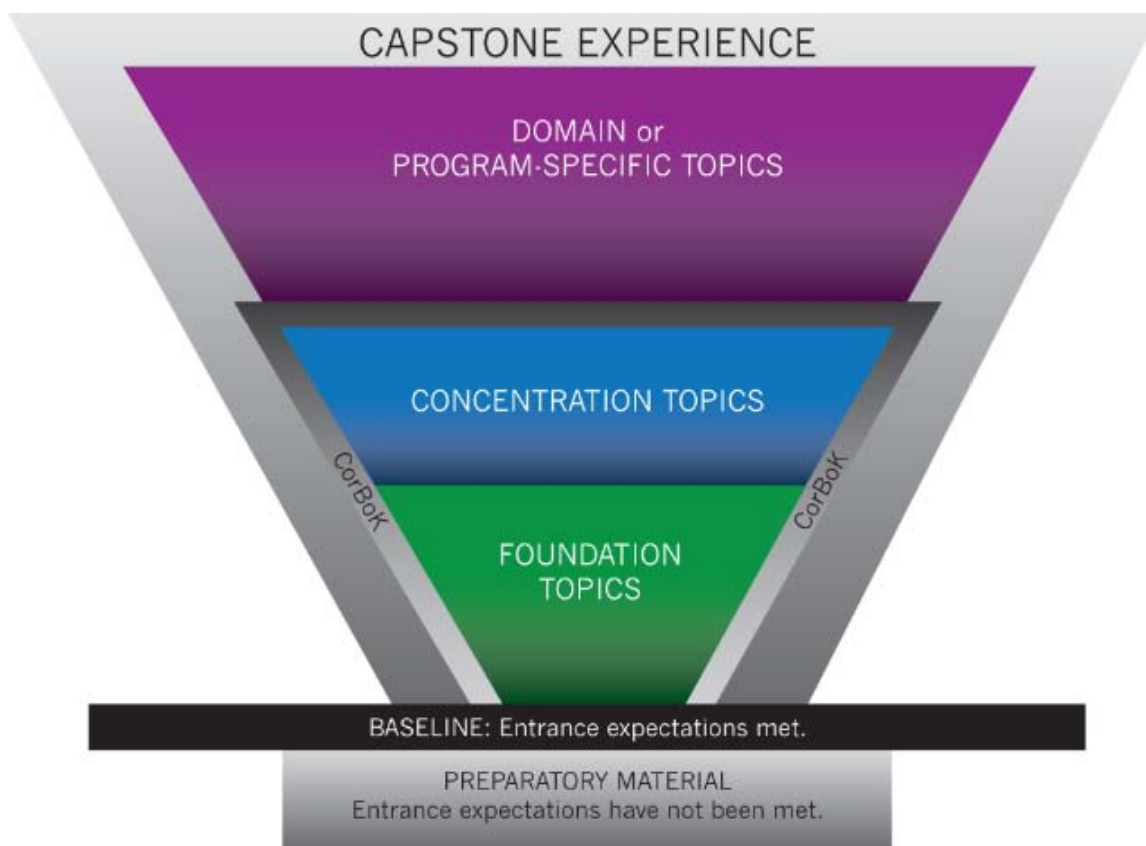 CAPSTONE EXPERIENCE
DOMAIN or
PROGRAM-SPECIFIC TOPICS
CONCENTRATION TOPICS
CorBoK
CorBoK
FOUNDATION
TOPICS
BASELINE: Entrance expectations met.
PREPARATORY MATERIAL
Entrance expectations have not been met.